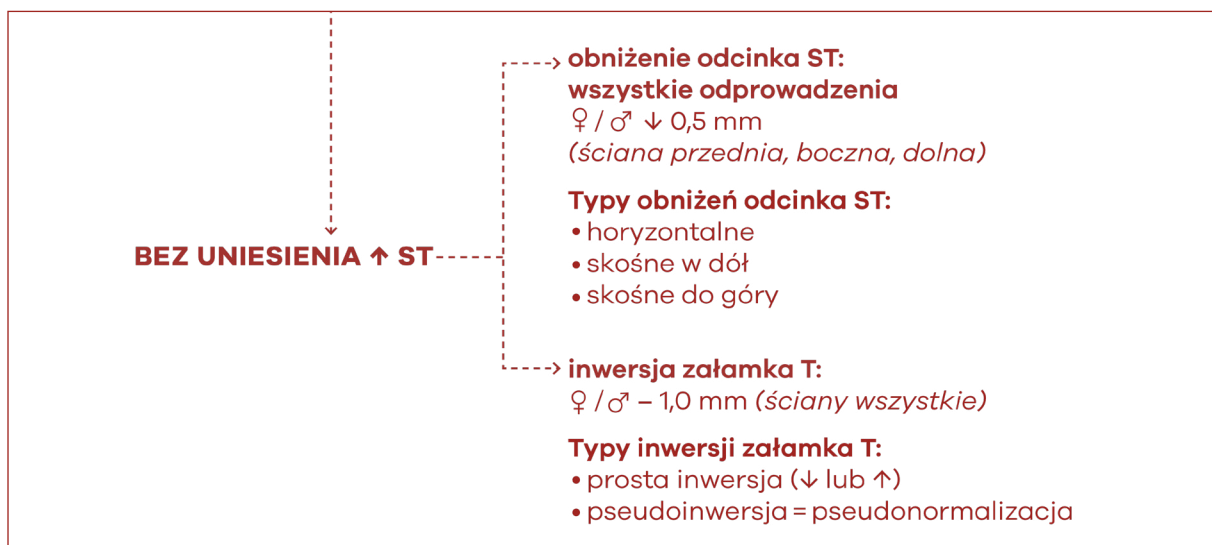 BEZ UNIESIENIA ↑ ST
obniżenie odcinka ST:
wszystkie odprowadzenia
♀ / ♂ ↓ 0,5 mm
(ściana przednia, boczna, dolna)
Typy obniżeń odcinka ST:
• horyzontalne
• skośne w dół
• skośne do góry
inwersja załamka T:
♀ / ♂ – 1,0 mm (ściany wszystkie)
Typy inwersji załamka T:
• prosta inwersja (↓ lub ↑)
• pseudoinwersja = pseudonormalizacja